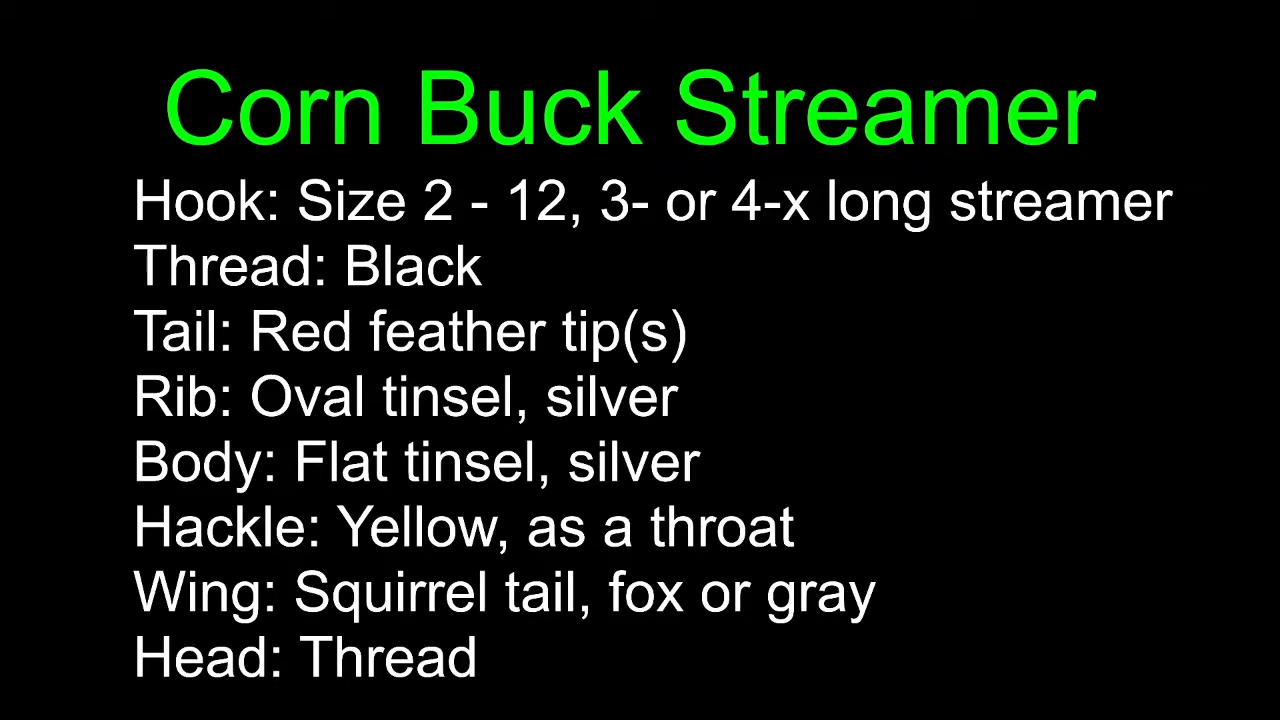 Corn Buck Streamer
Hook: Size 2 - 12, 3- or 4-x long streamer
Thread: Black
Tail: Red feather tip(s)
Rib: Oval tinsel, silver
Body: Flat tinsel, silver
Hackle: Yellow, as a throat
Wing: Squirrel tail, fox or gray
Head: Thread